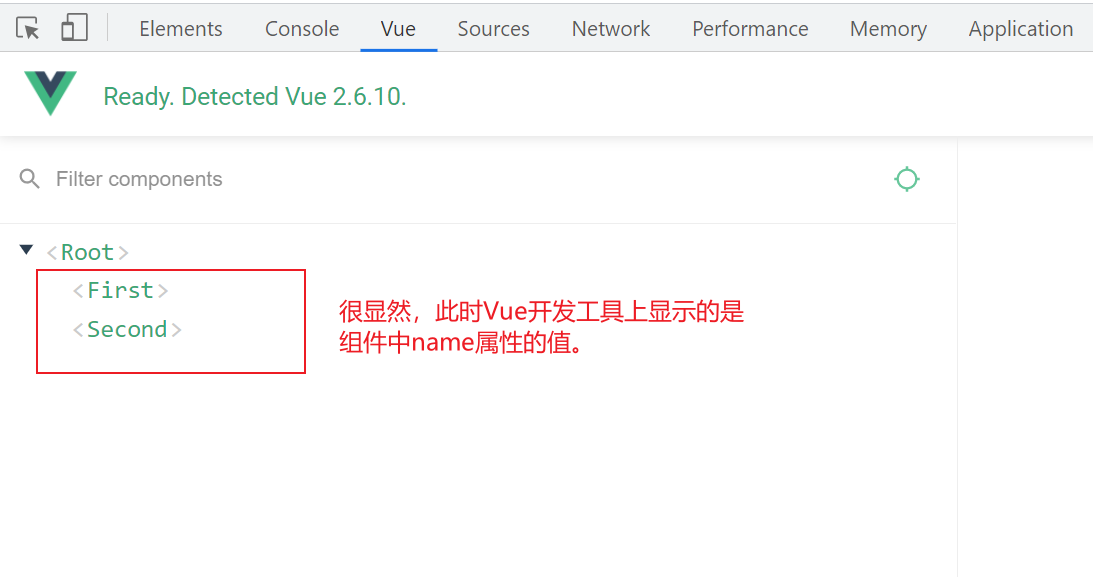 Elements Console Vue Sources Network Performance Memory Application
Ready. Detected Vue 2.6.10.
Filter components
<Root>
<First>
<Second>
很显然，此时Vue开发工具上显示的是
组件中name属性的值。